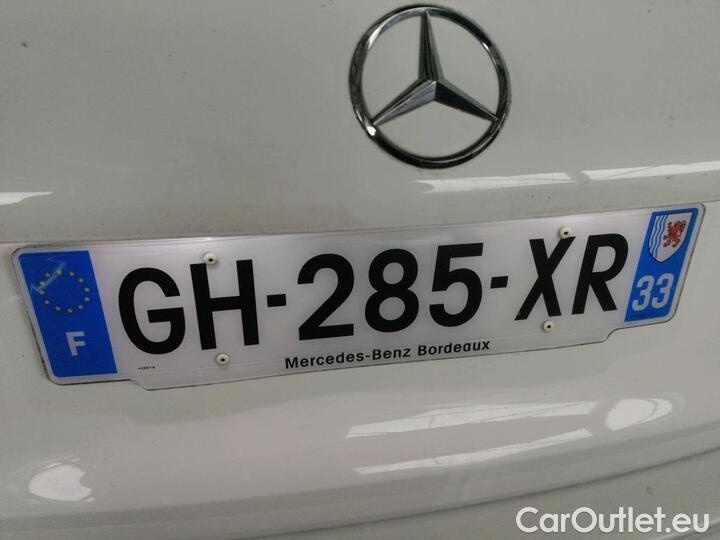 F GH-285-XR 33
Mercedes-Benz Bordeaux
CarOutlet.eu